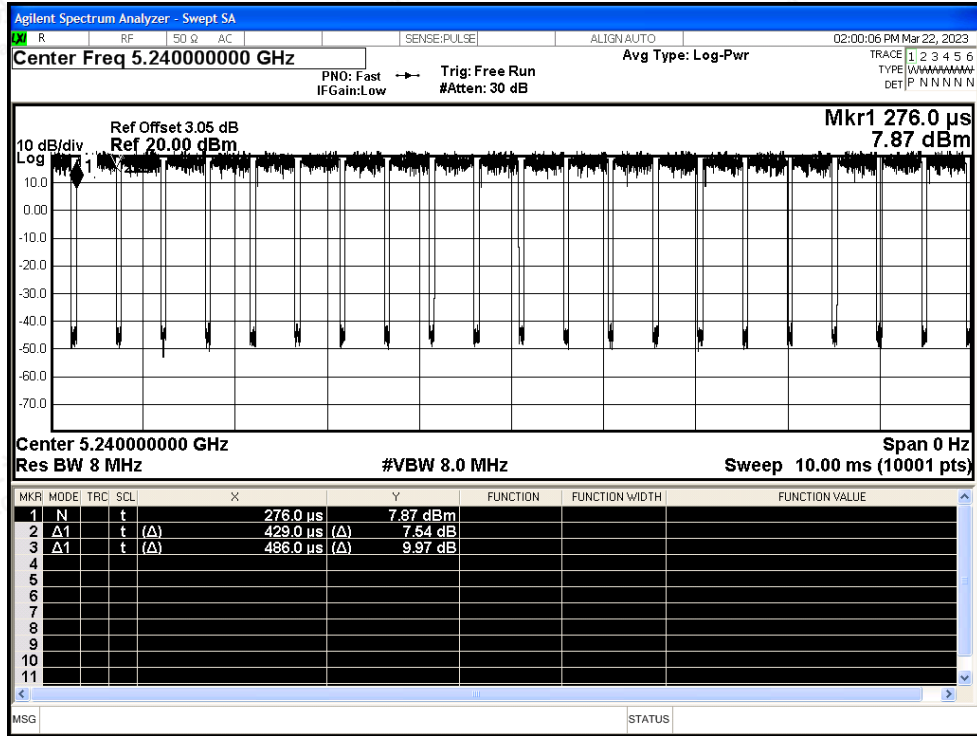 Agilent Spectrum Analyzer - Swept SA
LXI R RF 50 Ω AC SENSE:PULSE ALIGN AUTO 02:00:06 PM Mar 22, 2023
Center Freq 5.240000000 GHz Avg Type: Log-Pwr TRACE 1 2 3 4 5 6
PNO: Fast Trig: Free Run TYPE W
IFGain:Low #Atten: 30 dB DET P N N N N N
Mkr1 276.0 µs
Ref Offset 3.05 dB
10 dB/div Ref 20.00 dBm 7.87 dBm
Log
1
10.0
0.00
-10.0
-20.0
-30.0
-40.0
-50.0
-60.0
-70.0
Center 5.240000000 GHz Span 0 Hz
Res BW 8 MHz #VBW 8.0 MHz Sweep 10.00 ms (10001 pts)
MKR MODE TRC SCL X Y FUNCTION FUNCTION WIDTH FUNCTION VALUE
1 N t 276.0 µs 7.87 dBm
2 Δ1 t (Δ) 429.0 µs (Δ) 7.54 dB
3 Δ1 t (Δ) 486.0 µs (Δ) 9.97 dB
4
5
6
7
8
9
10
11
MSG STATUS